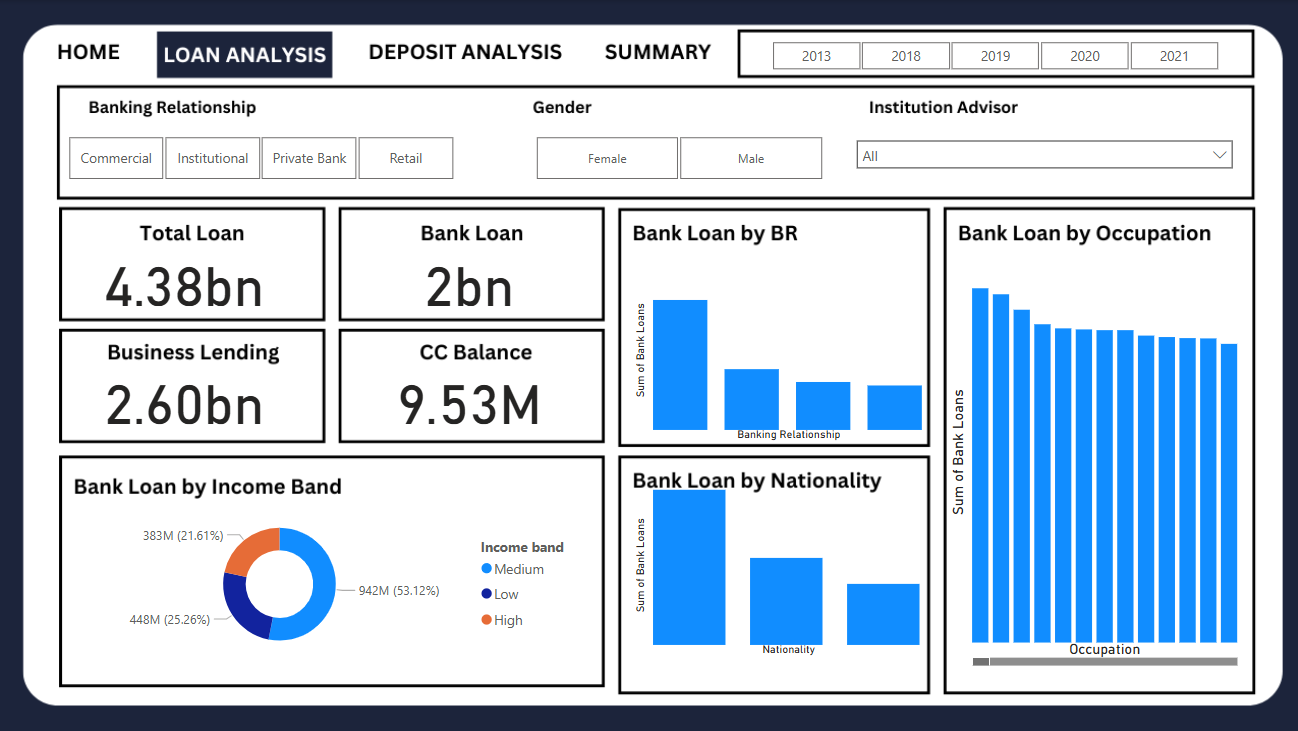 HOME LOAN ANALYSIS DEPOSIT ANALYSIS SUMMARY 2013 2018 2019 2020 2021
Banking Relationship Gender Institution Advisor
Commercial Institutional Private Bank Retail Female Male All
Total Loan
4.38bn
Bank Loan
2bn
Business Lending
2.60bn
CC Balance
9.53M
Bank Loan by BR
Sum of Bank Loans
Banking Relationship
Bank Loan by Occupation
Sum of Bank Loans
Occupation
Bank Loan by Income Band
383M (21.61%)
942M (53.12%)
448M (25.26%)
Income band
Medium
Low
High
Bank Loan by Nationality
Sum of Bank Loans
Nationality